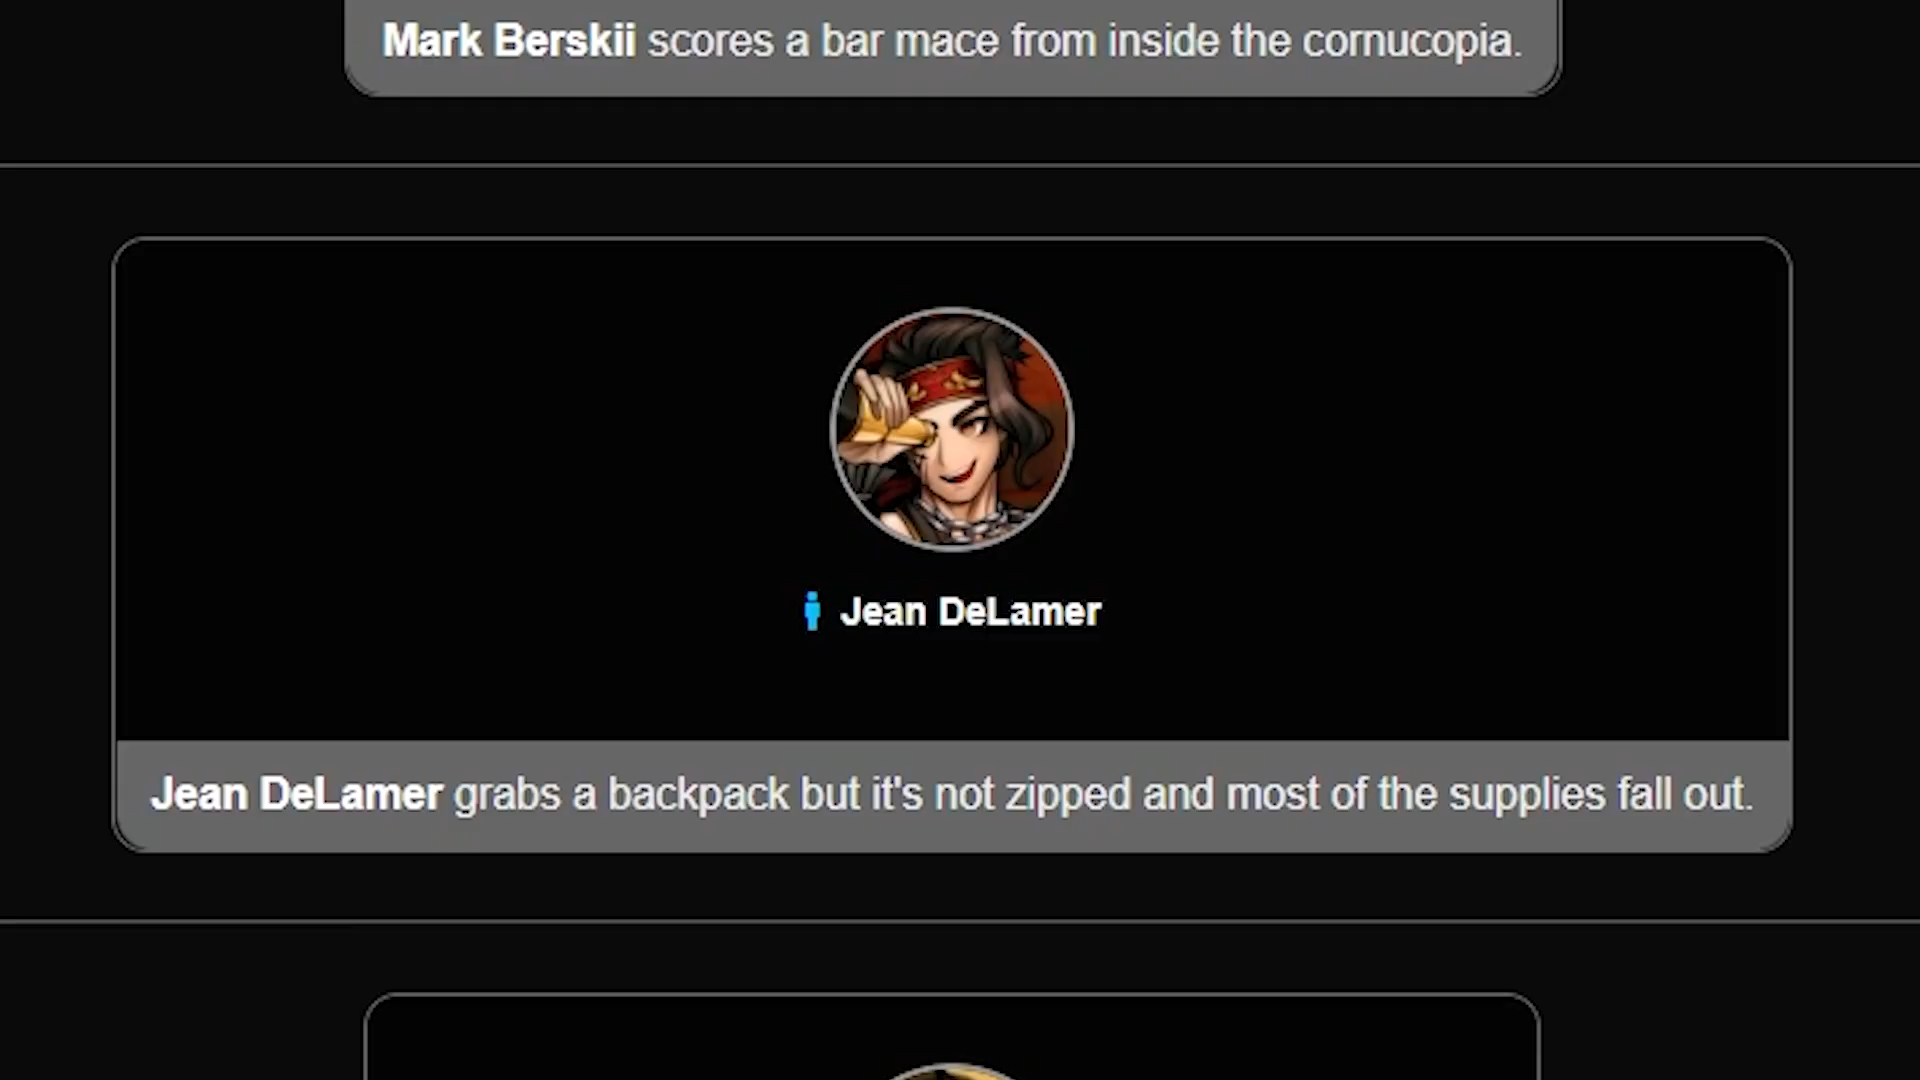 Mark Berskii scores a bar mace from inside the cornucopia.
Jean DeLamer
Jean DeLamer grabs a backpack but it's not zipped and most of the supplies fall out.